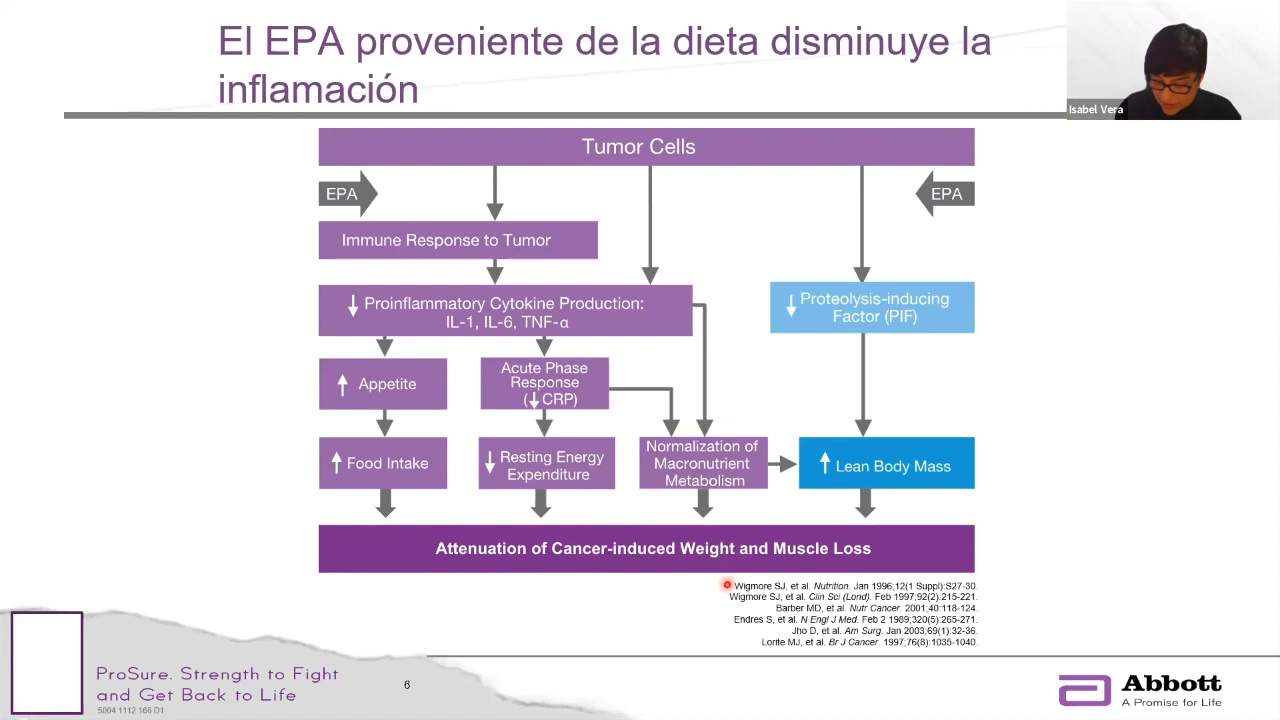 El EPA proveniente de la dieta disminuye la
inflamación
Isabel Vera
Tumor Cells
EPA
EPA
Immune Response to Tumor
↓ Proinflammatory Cytokine Production:
IL-1, IL-6, TNF-α
↓ Proteolysis-inducing
Factor (PIF)
↑ Appetite
Acute Phase
Response
(↓ CRP)
↑ Food Intake
↓ Resting Energy
Expenditure
Normalization of
Macronutrient
Metabolism
↑ Lean Body Mass
Attenuation of Cancer-induced Weight and Muscle Loss
Wigmore SJ, et al. Nutrition. Jan 1996;12(1 Suppl):S27-30.
Wigmore SJ, et al. Clin Sci (Lond). Feb 1997;92(2):215-221.
Barber MD, et al. Nutr Cancer. 2001;40:118-124.
Endres S, et al. N Engl J Med. Feb 2 1989;320(5):265-271.
Jho D, et al. Am Surg. Jan 2003;69(1):32-36.
Lorite MJ, et al. Br J Cancer. 1997;76(8):1035-1040.
ProSure. Strength to Fight
and Get Back to Life
5004 1112 166 D1
6
Abbott
A Promise for Life